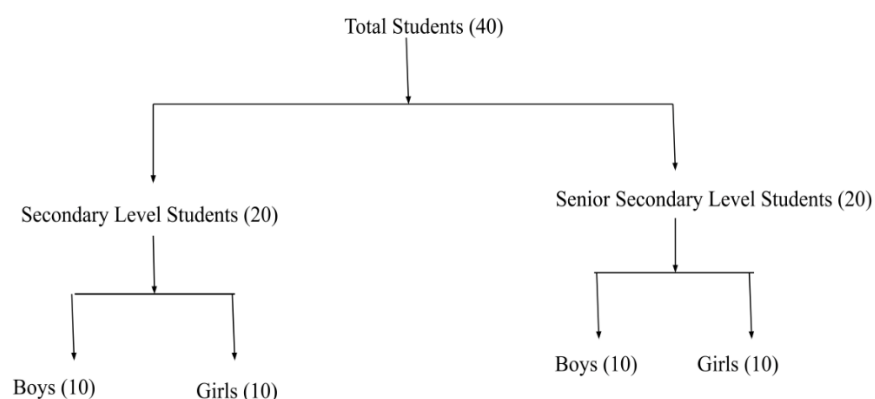 Total Students (40)
Secondary Level Students (20)
Senior Secondary Level Students (20)
Boys (10)
Girls (10)
Boys (10)
Girls (10)